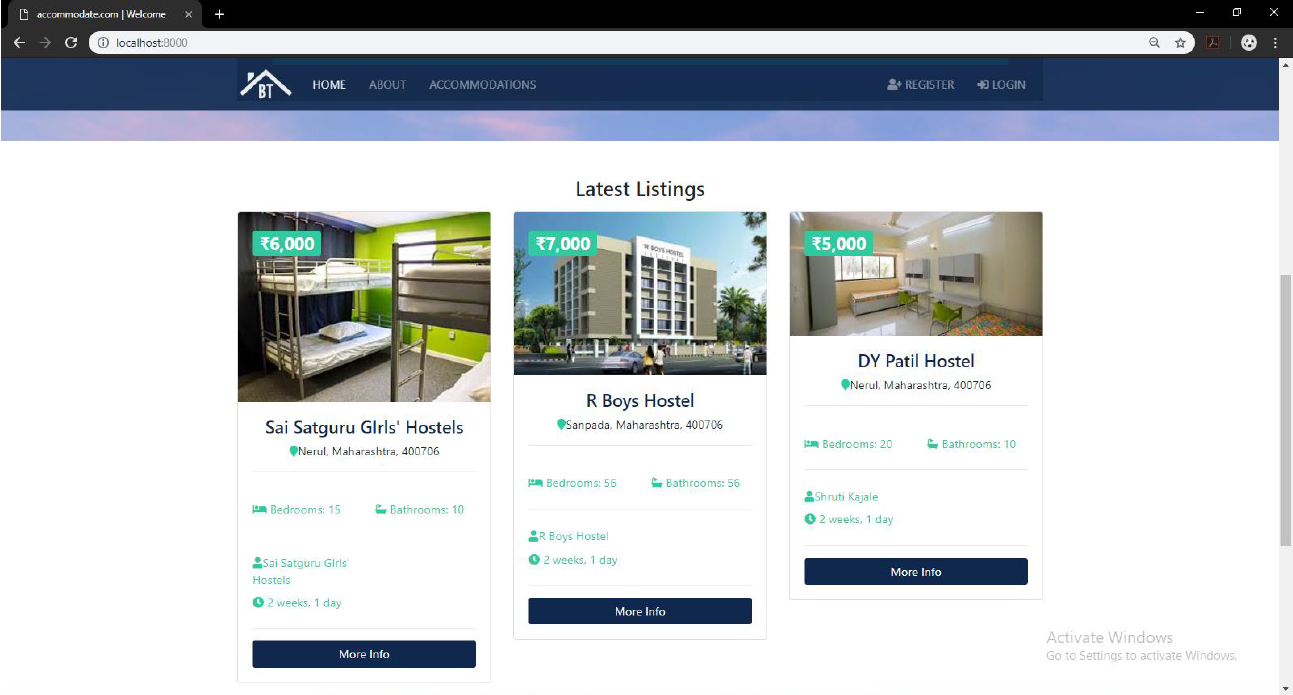 accommodate.com | Welcome
localhost:8000
BT
HOME ABOUT ACCOMMODATIONS REGISTER LOGIN
Latest Listings
₹6,000
Sai Satguru GIrls' Hostels
Nerul, Maharashtra, 400706
Bedrooms: 15 Bathrooms: 10
Sai Satguru GIrls'
Hostels
2 weeks, 1 day
More Info
₹7,000
'R BOYS HOSTEL
R Boys Hostel
Sanpada, Maharashtra, 400706
Bedrooms: 56 Bathrooms: 56
R Boys Hostel
2 weeks, 1 day
More Info
₹5,000
DY Patil Hostel
Nerul, Maharashtra, 400706
Bedrooms: 20 Bathrooms: 10
Shruti Kajale
2 weeks, 1 day
More Info
Activate Windows
Go to Settings to activate Windows.